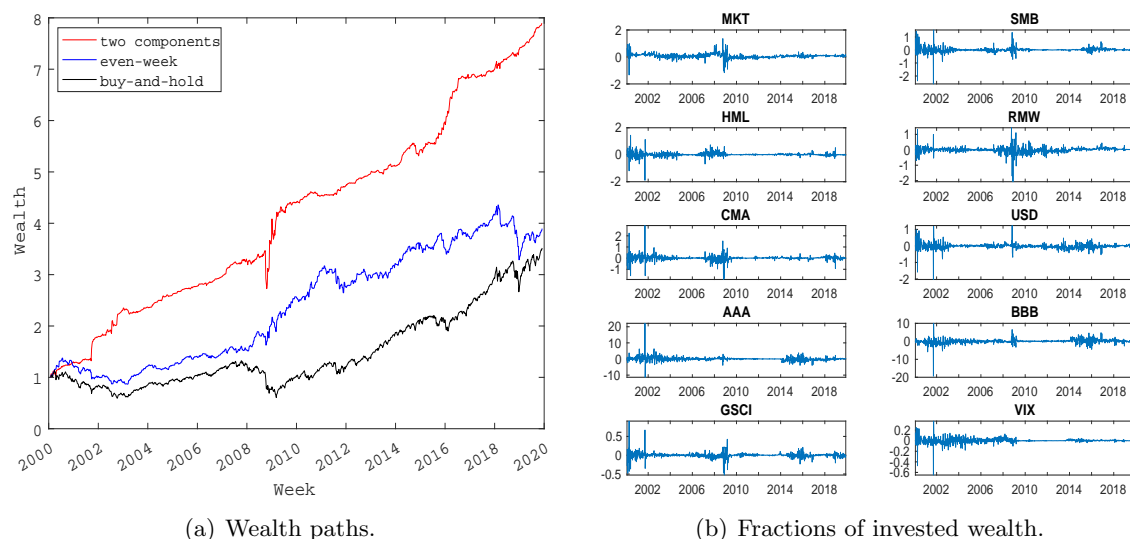 8
7
6
5
4
3
2
1
0
Wealth
two components
even-week
buy-and-hold
2000 2002 2004 2006 2008 2010 2012 2014 2016 2018 2020
Week
(a) Wealth paths.
MKT
2
0
-2
2002 2006 2010 2014 2018
SMB
1
0
-2
2002 2006 2010 2014 2018
HML
2
0
-2
2002 2006 2010 2014 2018
RMW
1
0
-2
2002 2006 2010 2014 2018
CMA
2
1
0
-1
2002 2006 2010 2014 2018
USD
1
0
-1
-2
2002 2006 2010 2014 2018
AAA
20
10
0
-10
2002 2006 2010 2014 2018
BBB
10
0
-10
-20
2002 2006 2010 2014 2018
GSCI
0.5
0
-0.5
2002 2006 2010 2014 2018
VIX
0.2
0
-0.2
-0.4
-0.6
2002 2006 2010 2014 2018
(b) Fractions of invested wealth.